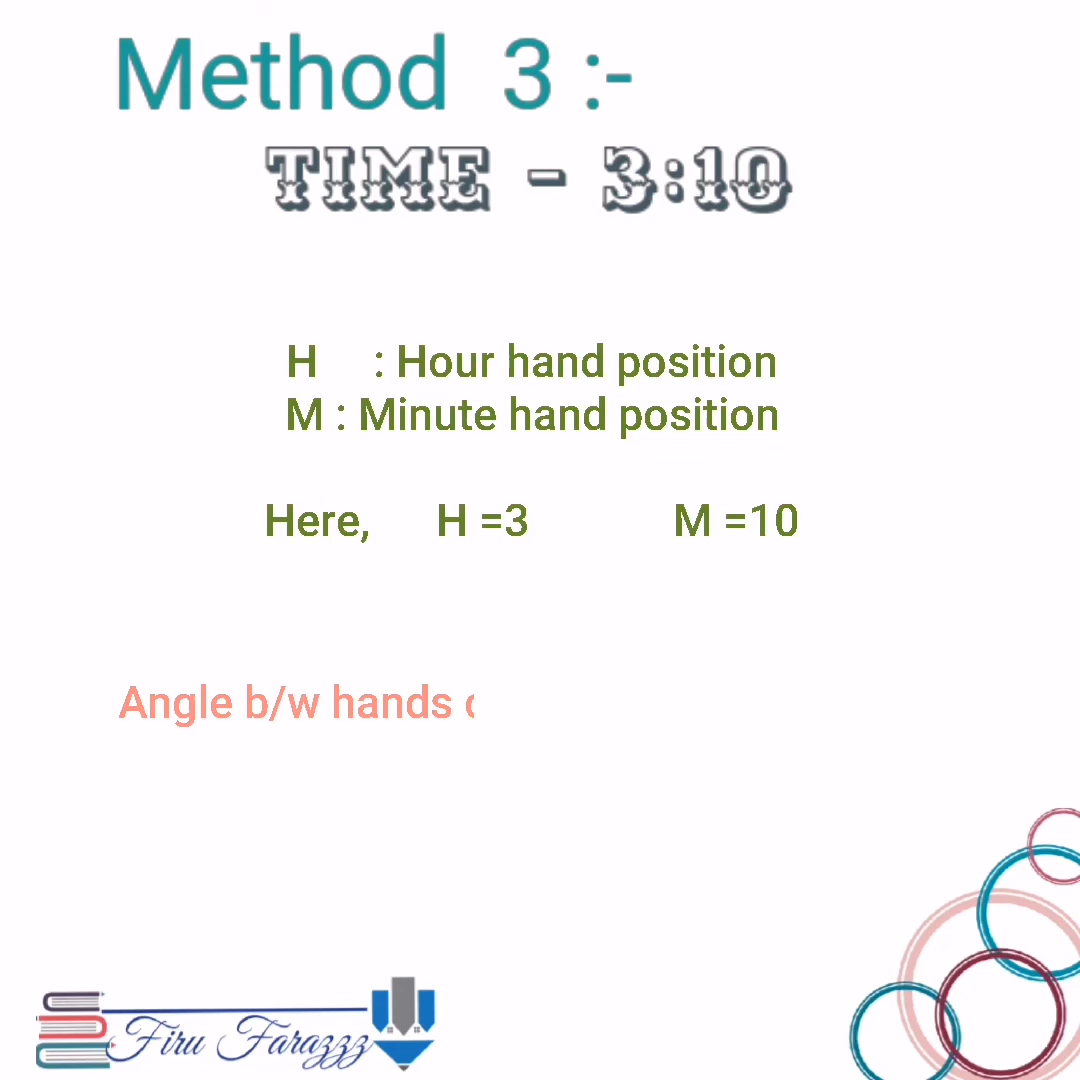 Method 3 :-
TIME - 3:10
H : Hour hand position
M : Minute hand position
Here, H =3 M =10
Angle b/w hands
Firu Farazzz